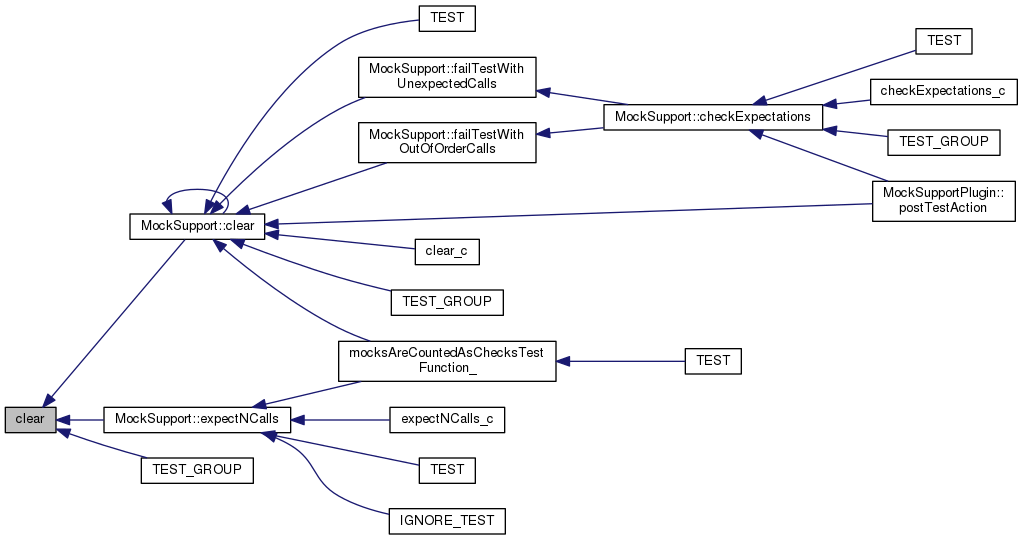 TEST
TEST
MockSupport::failTestWith
UnexpectedCalls
checkExpectations_c
MockSupport::checkExpectations
MockSupport::failTestWith
OutOfOrderCalls
TEST_GROUP
MockSupportPlugin::
postTestAction
MockSupport::clear
clear_c
TEST_GROUP
mocksAreCountedAsChecksTest
Function_
TEST
clear
MockSupport::expectNCalls
expectNCalls_c
TEST_GROUP
TEST
IGNORE_TEST